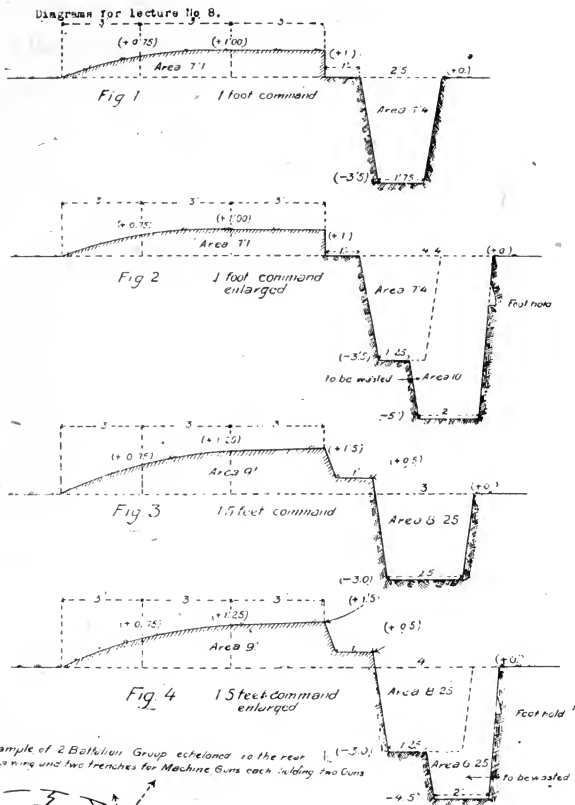 Diagrams for lecture No 8.
3 3 3
(+0.75) (+1.00) (+1.)
Area 7'1 1' 2'5 (+0.)
Fig 1 1 foot command Area 7'4
(-3'5) 1'75
3 3 3
(+0.75) (+1.00) (+1.)
Area 7'1 1' 4.4 (+0.)
Fig 2 1 foot command Area 7.4
enlarged Foot hold
(-3'5) 1.25
to be wasted Area 10
-5') 2
3 3 3
(+0.75) (+1.25) (+1'5) (+0.5)
Area 9' 1' 3 (+0.)
Fig. 3 1.5 feet command Area 8 25
(-3.0) 2.5
3' 3 3 (+1.5)
(+0.75) (+1.25) (+0.5)
Area 9' 4 (+0.)
Fig. 4 1 5 feet command Area 8 25
enlarged Foot hold
ample of 2 Battalion Group echeloned to the rear (-3.0) 1.25 Area 6 25
wing and two trenches for Machine Guns each holding two Guns to be wasted
-4.5') 2